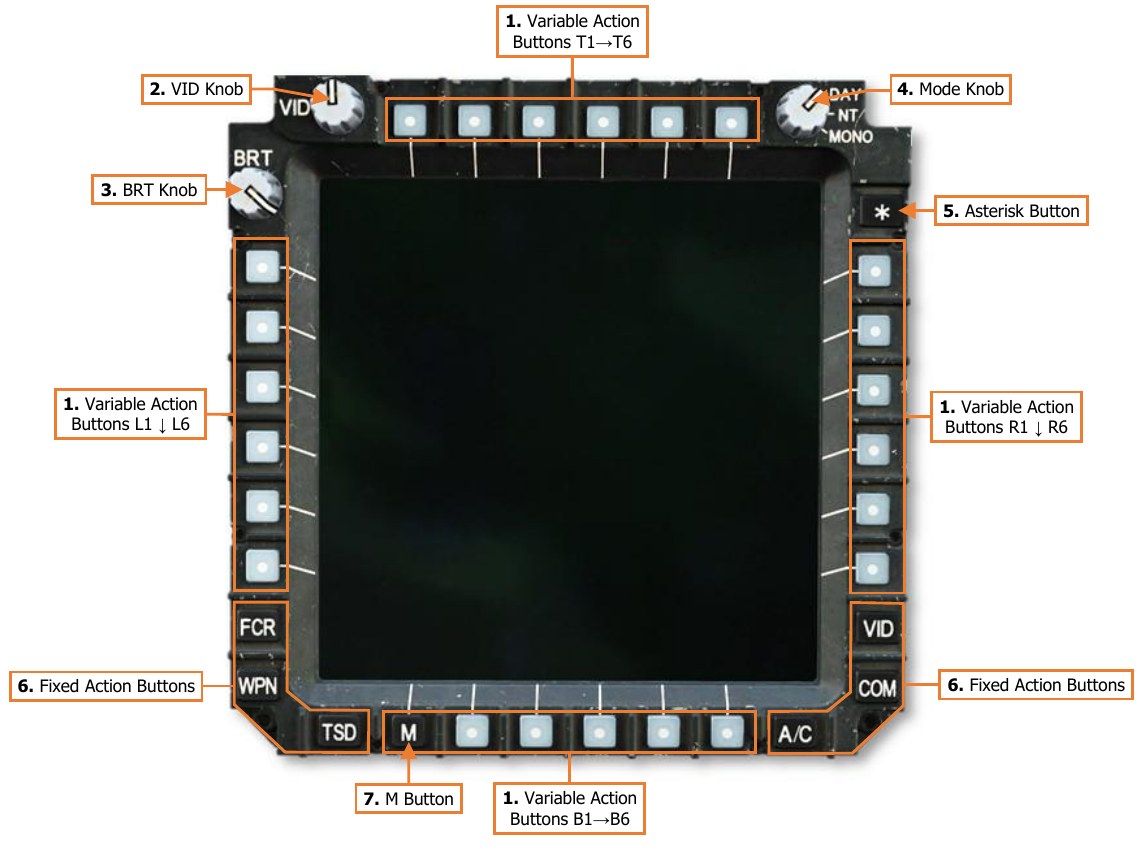 1. Variable Action
Buttons T1→T6
2. VID Knob
4. Mode Knob
VID
DAY
NT
MONO
BRT
3. BRT Knob
*
5. Asterisk Button
1. Variable Action
Buttons L1 ↓ L6
1. Variable Action
Buttons R1 ↓ R6
FCR
VID
6. Fixed Action Buttons
WPN
COM
6. Fixed Action Buttons
TSD
M
A/C
7. M Button
1. Variable Action
Buttons B1→B6